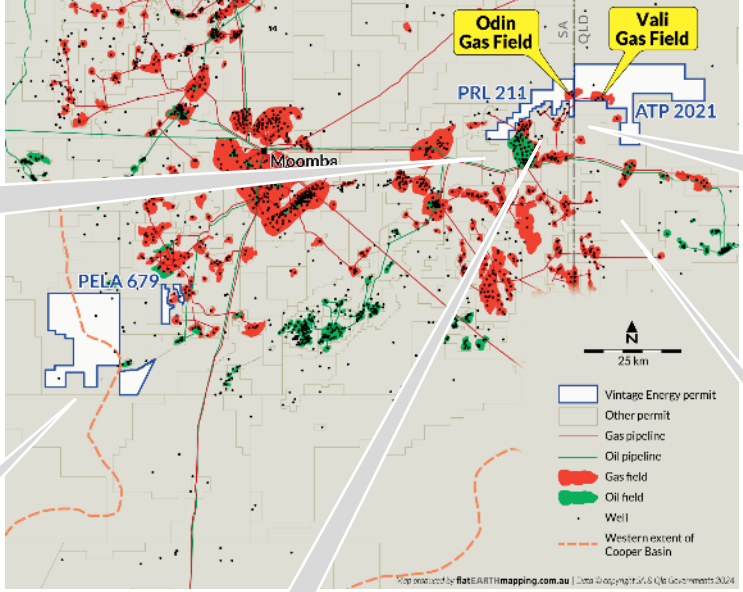 Odin
Gas Field
Vali
Gas Field
SA
QLD
PRL 211
ATP 2021
Moomba
PELA 679
N
25 km
Vintage Energy permit
Other permit
Gas pipeline
Oil pipeline
Gas field
Oil field
Well
Western extent of
Cooper Basin
Map produced by flatEARTHmapping.com.au | Data © copyright SA & Qld Governments 2024